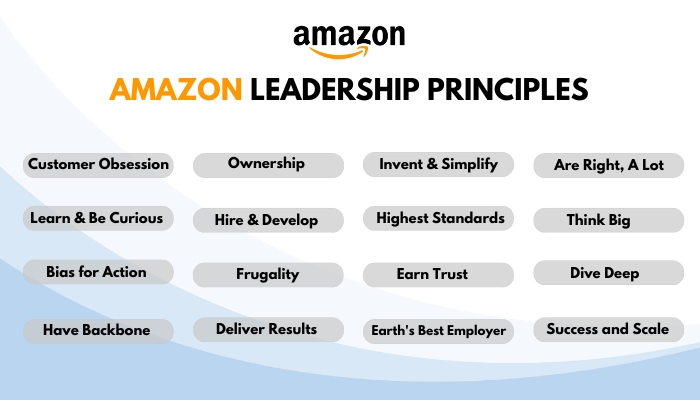 amazon
AMAZON LEADERSHIP PRINCIPLES
Customer Obsession
Ownership
Invent & Simplify
Are Right, A Lot
Learn & Be Curious
Hire & Develop
Highest Standards
Think Big
Bias for Action
Frugality
Earn Trust
Dive Deep
Have Backbone
Deliver Results
Earth's Best Employer
Success and Scale